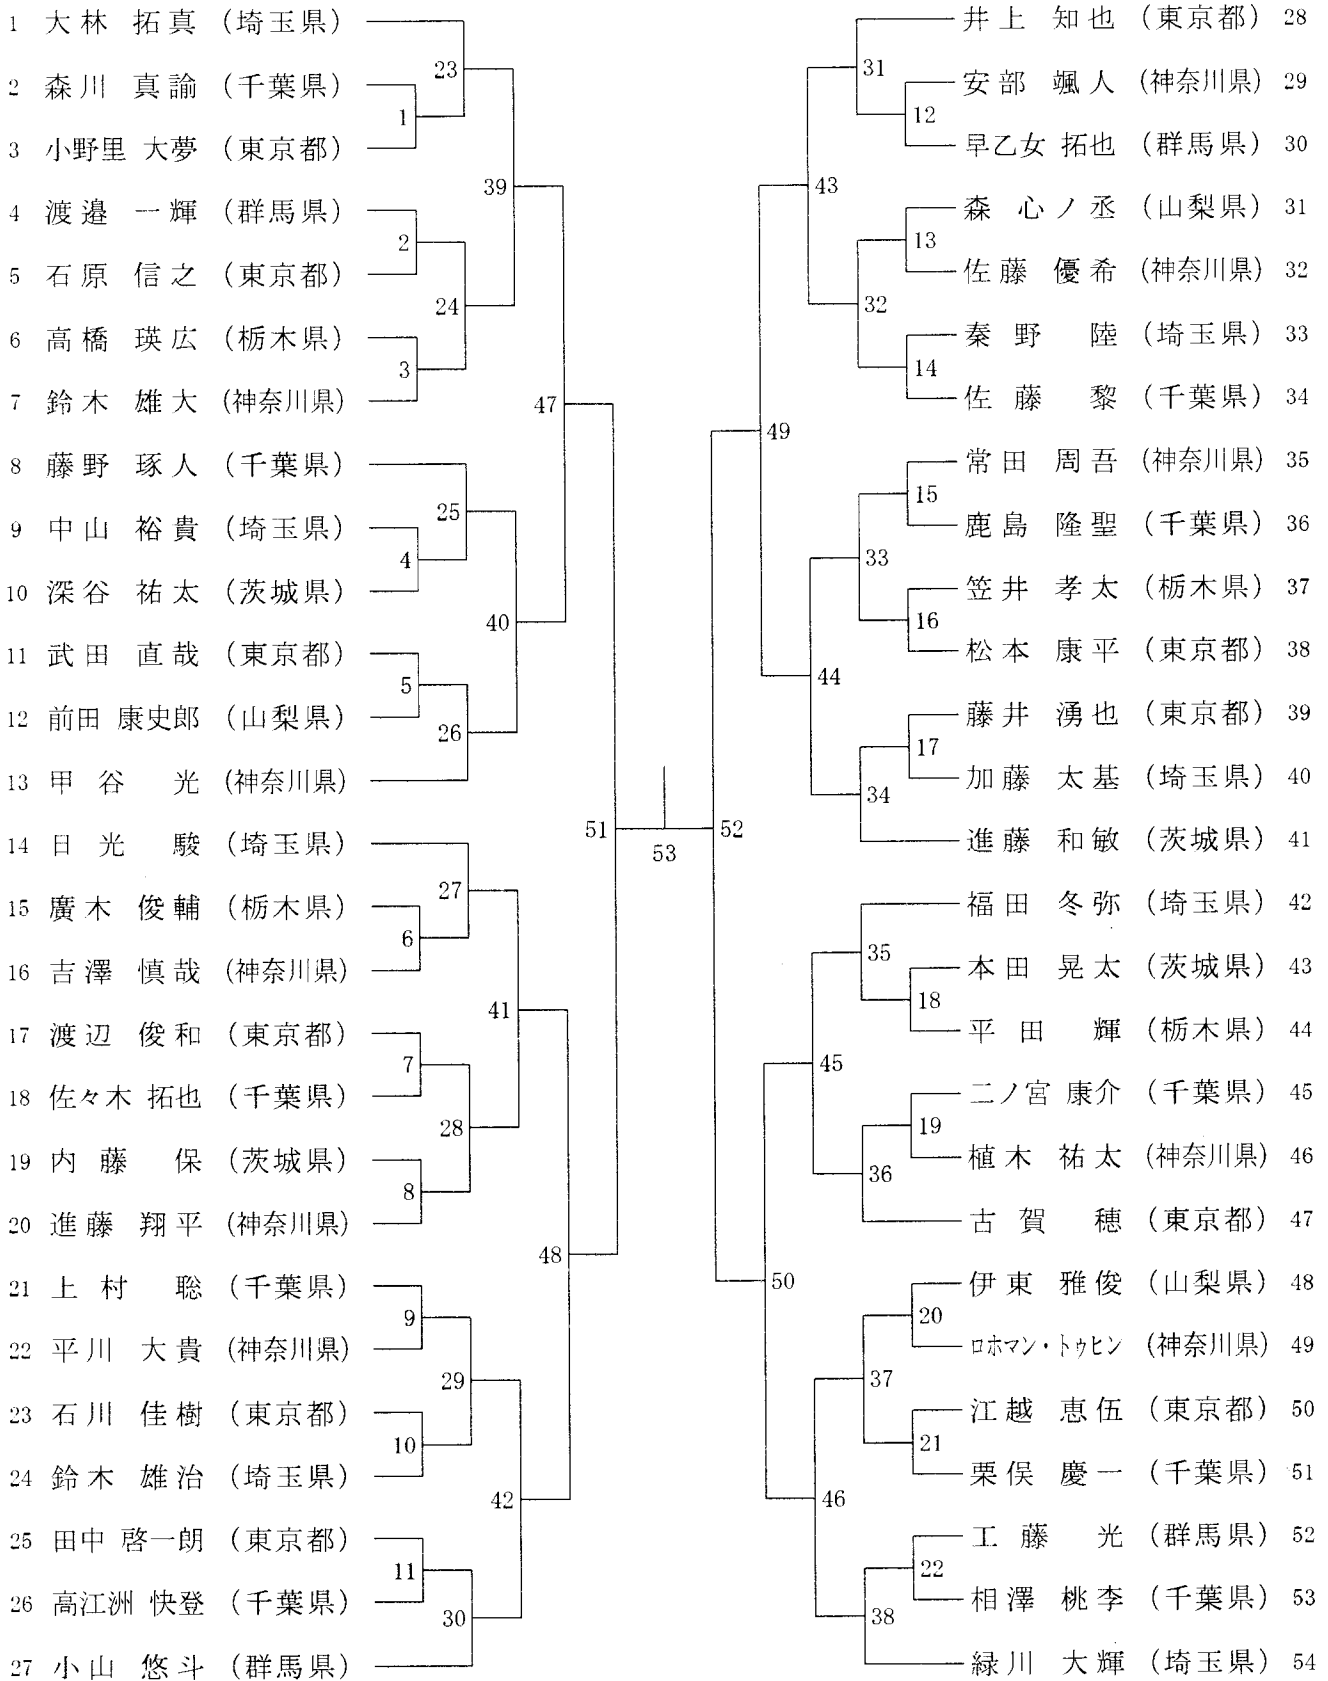 1 大林 拓真 (埼玉県)
2 森川 真諭 (千葉県)
3 小野里 大夢 (東京都)
4 渡邉 一輝 (群馬県)
5 石原 信之 (東京都)
6 高橋 瑛広 (栃木県)
7 鈴木 雄大 (神奈川県)
8 藤野 琢人 (千葉県)
9 中山 裕貴 (埼玉県)
10 深谷 祐太 (茨城県)
11 武田 直哉 (東京都)
12 前田 康史郎 (山梨県)
13 甲谷 光 (神奈川県)
14 日光 駿 (埼玉県)
15 廣木 俊輔 (栃木県)
16 吉澤 慎哉 (神奈川県)
17 渡辺 俊和 (東京都)
18 佐々木 拓也 (千葉県)
19 内藤 保 (茨城県)
20 進藤 翔平 (神奈川県)
21 上村 聡 (千葉県)
22 平川 大貴 (神奈川県)
23 石川 佳樹 (東京都)
24 鈴木 雄治 (埼玉県)
25 田中 啓一朗 (東京都)
26 高江洲 快登 (千葉県)
27 小山 悠斗 (群馬県)
1
2
3
4
5
6
7
8
9
10
11
23
24
25
26
27
28
29
30
39
40
41
42
47
48
51
53
52
49
50
43
44
45
46
31
32
33
34
35
36
37
38
12
13
14
15
16
17
18
19
20
21
22
井上 知也 (東京都) 28
安部 颯人 (神奈川県) 29
早乙女 拓也 (群馬県) 30
森 心ノ丞 (山梨県) 31
佐藤 優希 (神奈川県) 32
秦野 陸 (埼玉県) 33
佐藤 黎 (千葉県) 34
常田 周吾 (神奈川県) 35
鹿島 隆聖 (千葉県) 36
笠井 孝太 (栃木県) 37
松本 康平 (東京都) 38
藤井 湧也 (東京都) 39
加藤 太基 (埼玉県) 40
進藤 和敏 (茨城県) 41
福田 冬弥 (埼玉県) 42
本田 晃太 (茨城県) 43
平田 輝 (栃木県) 44
二ノ宮 康介 (千葉県) 45
植木 祐太 (神奈川県) 46
古賀 穂 (東京都) 47
伊東 雅俊 (山梨県) 48
ロホマン・トゥヒン (神奈川県) 49
江越 恵伍 (東京都) 50
栗俣 慶一 (千葉県) 51
工藤 光 (群馬県) 52
相澤 桃李 (千葉県) 53
緑川 大輝 (埼玉県) 54